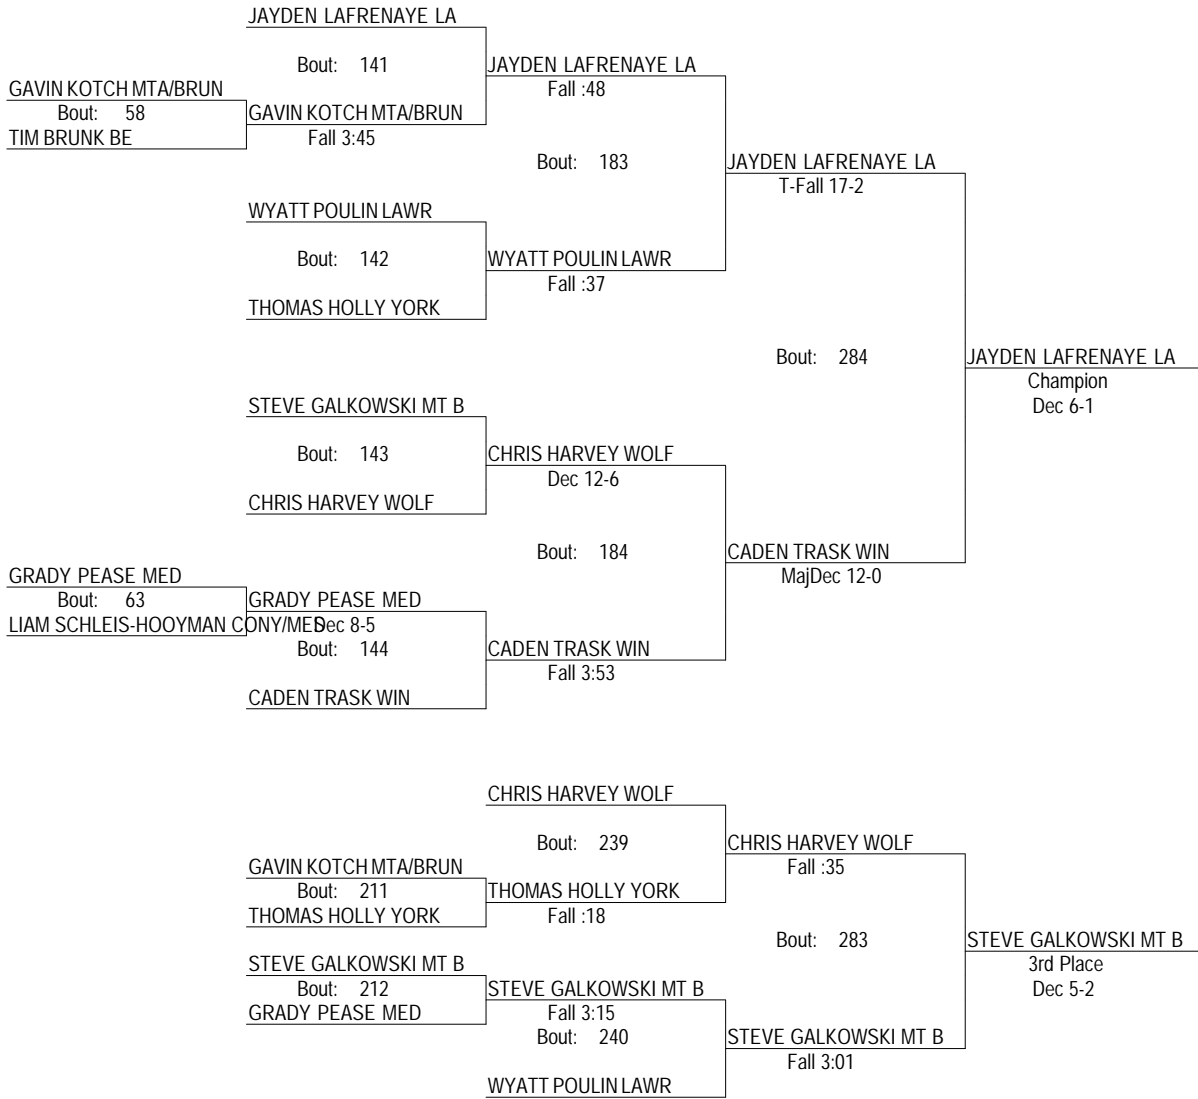 JAYDEN LAFRENAYE LA
Bout: 141
JAYDEN LAFRENAYE LA
Fall :48
GAVIN KOTCH MTA/BRUN
Bout: 58
GAVIN KOTCH MTA/BRUN
TIM BRUNK BE
Fall 3:45
Bout: 183
JAYDEN LAFRENAYE LA
T-Fall 17-2
WYATT POULIN LAWR
Bout: 142
WYATT POULIN LAWR
Fall :37
THOMAS HOLLY YORK
Bout: 284
JAYDEN LAFRENAYE LA
Champion
Dec 6-1
STEVE GALKOWSKI MT B
Bout: 143
CHRIS HARVEY WOLF
Dec 12-6
CHRIS HARVEY WOLF
Bout: 184
CADEN TRASK WIN
MajDec 12-0
GRADY PEASE MED
Bout: 63
GRADY PEASE MED
LIAM SCHLEIS-HOOYMAN CONY/MES
Dec 8-5
Bout: 144
CADEN TRASK WIN
Fall 3:53
CADEN TRASK WIN
CHRIS HARVEY WOLF
Bout: 239
CHRIS HARVEY WOLF
Fall :35
GAVIN KOTCH MTA/BRUN
Bout: 211
THOMAS HOLLY YORK
THOMAS HOLLY YORK
Fall :18
Bout: 283
STEVE GALKOWSKI MT B
3rd Place
Dec 5-2
STEVE GALKOWSKI MT B
Bout: 212
STEVE GALKOWSKI MT B
GRADY PEASE MED
Fall 3:15
Bout: 240
STEVE GALKOWSKI MT B
Fall 3:01
WYATT POULIN LAWR